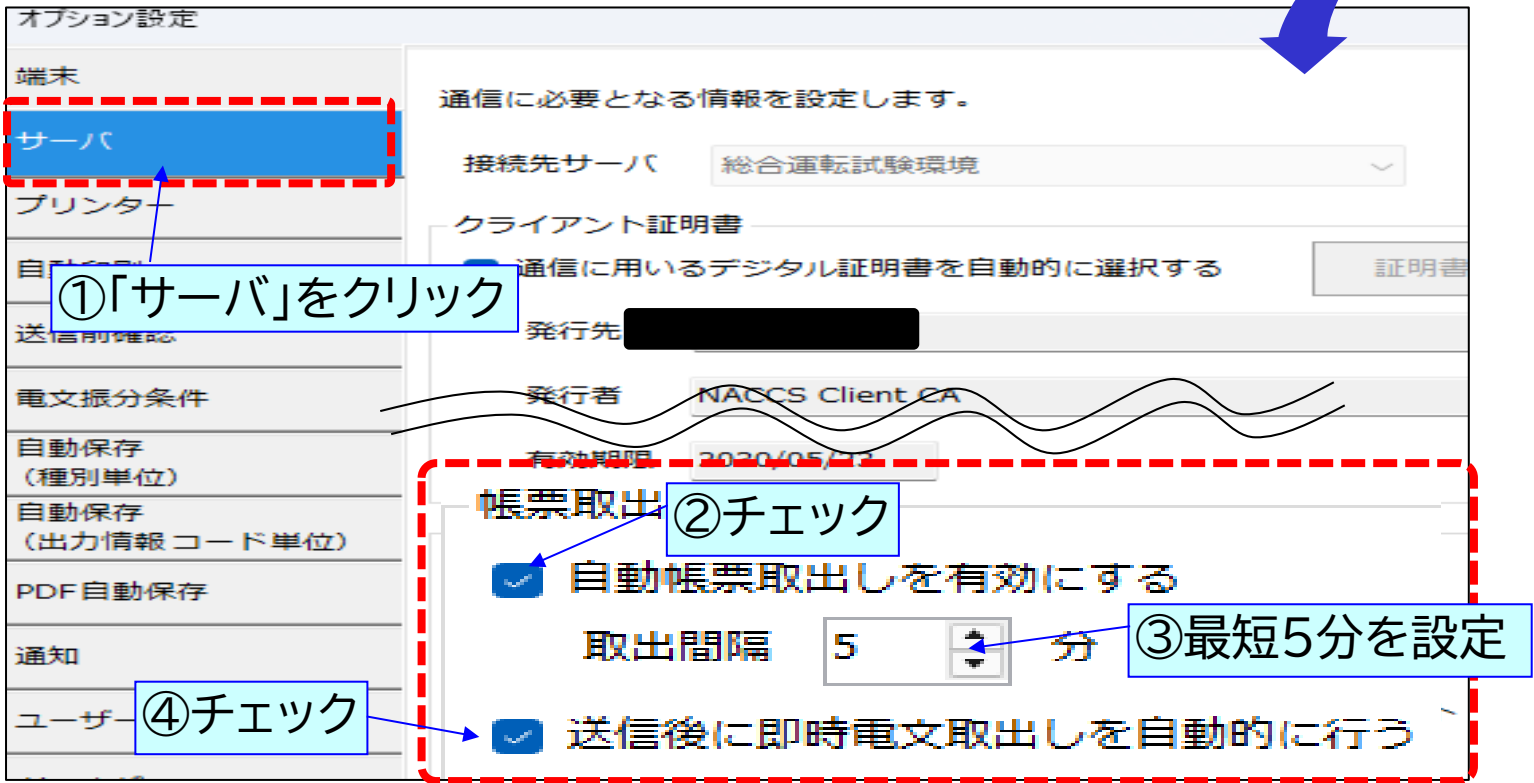 オプション設定
端末
サーバ
プリンター
①「サーバ」をクリック
送信前確認
電文振分条件
自動保存
（種別単位）
自動保存
（出力情報コード単位）
PDF自動保存
通知
ユーザー
④チェック
通信に必要となる情報を設定します。
接続先サーバ 総合運転試験環境
クライアント証明書
通信に用いるデジタル証明書を自動的に選択する 証明書
発行先
発行者 NACCS Client CA
有効期限
帳票取出
②チェック
自動帳票取出しを有効にする
取出間隔 5 分
③最短5分を設定
送信後に即時電文取出しを自動的に行う